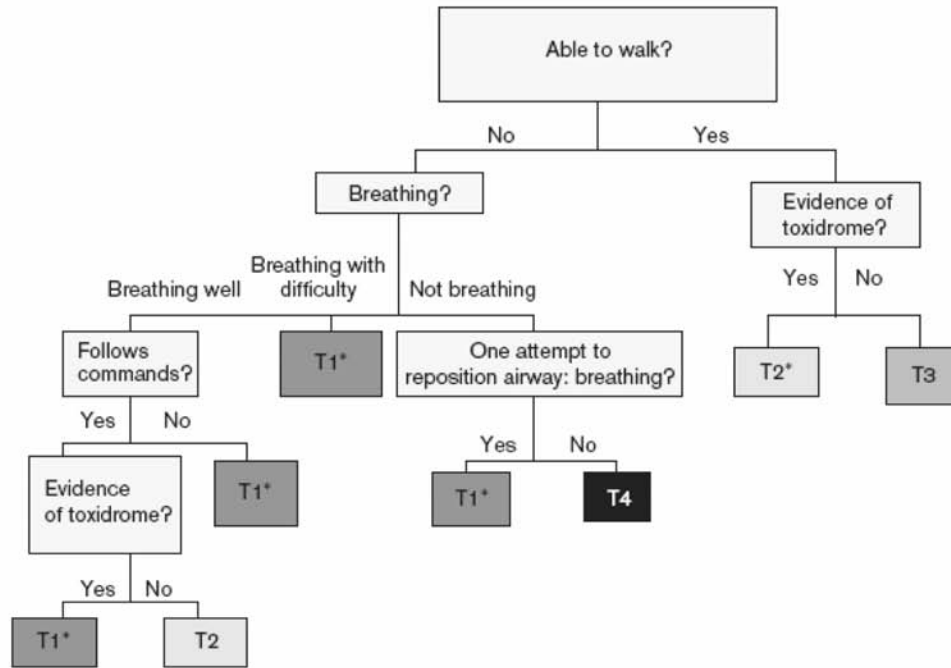 Able to walk?
No
Yes
Breathing?
Evidence of
toxidrome?
Breathing well
Breathing with
difficulty
Not breathing
Yes
No
Follows
commands?
T1*
One attempt to
reposition airway: breathing?
T2*
T3
Yes
No
Yes
No
Evidence
of toxidrome?
T1*
T1*
T4
Yes
No
T1*
T2